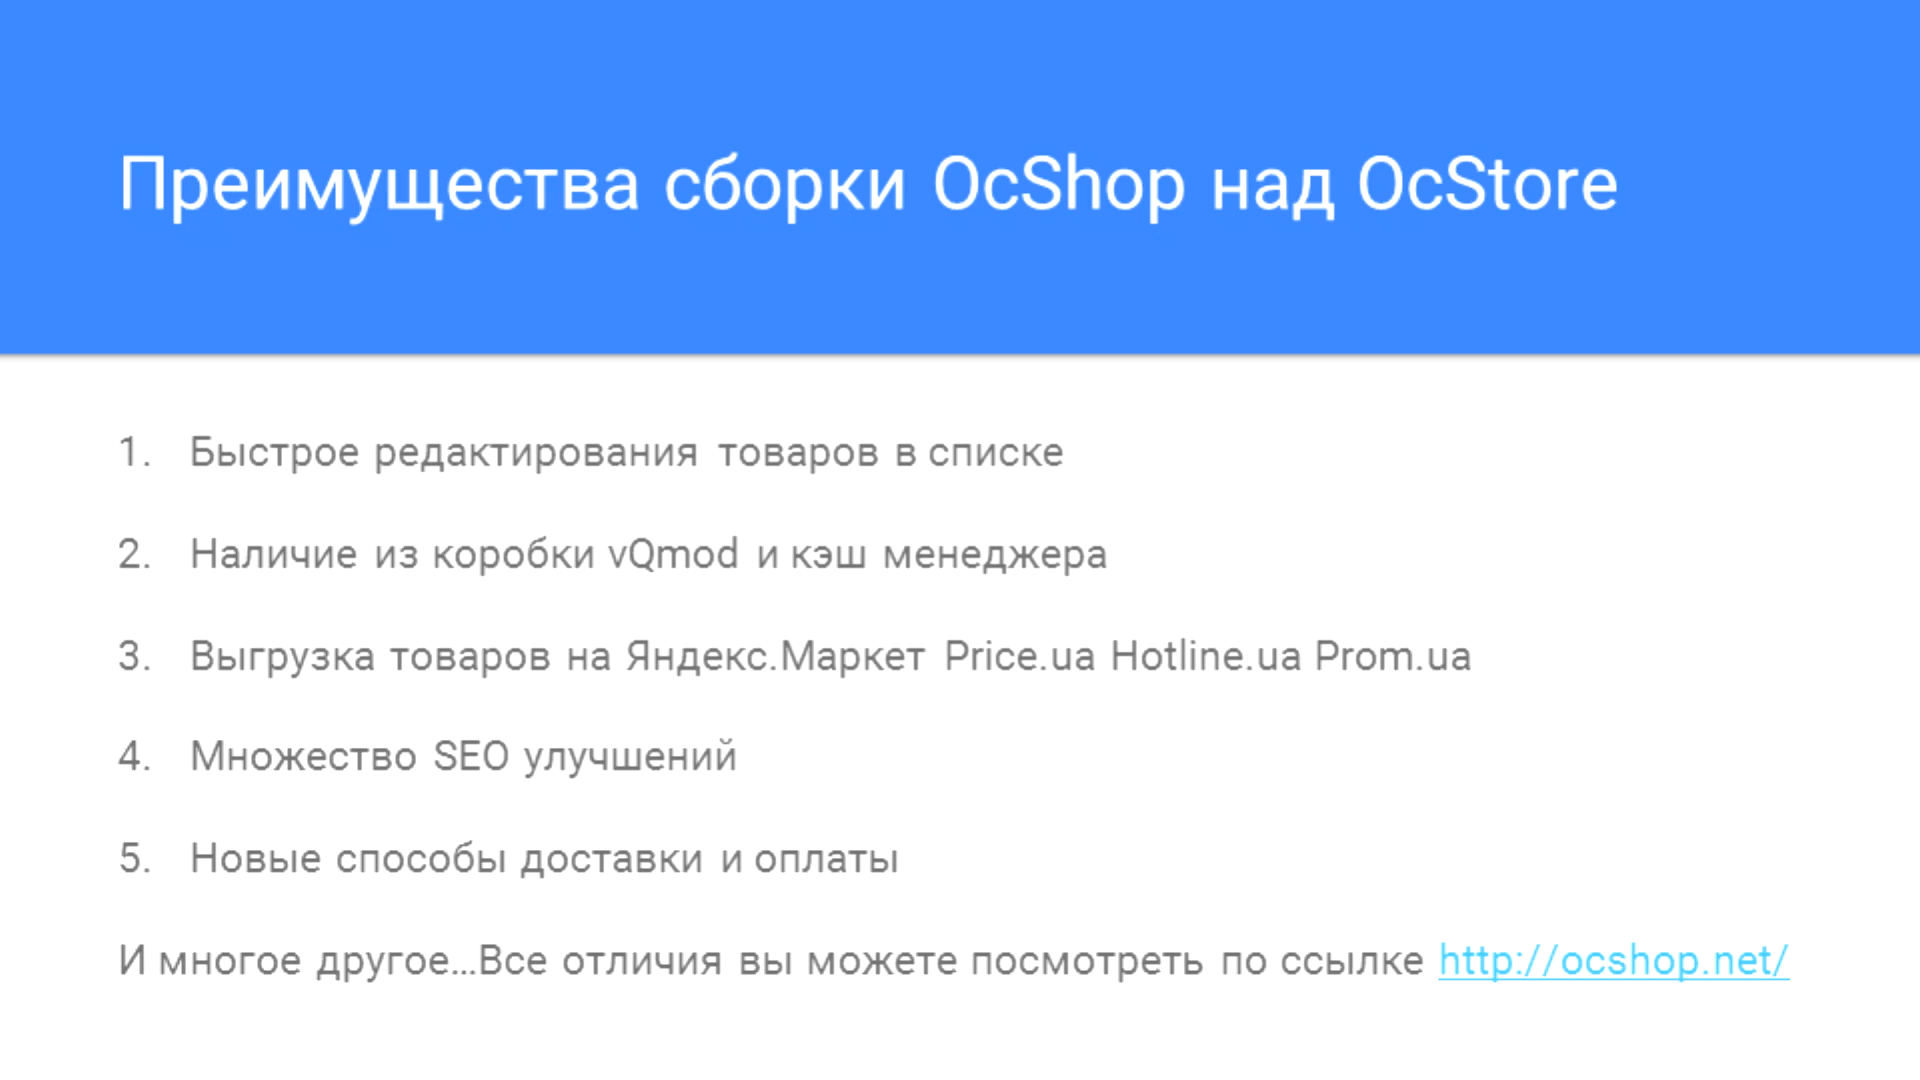 Преимущества сборки OcShop над OcStore
1. Быстрое редактирования товаров в списке
2. Наличие из коробки vQmod и кэш менеджера
3. Выгрузка товаров на Яндекс.Маркет Price.ua Hotline.ua Prom.ua
4. Множество SEO улучшений
5. Новые способы доставки и оплаты
И многое другое...Все отличия вы можете посмотреть по ссылке http://ocshop.net/